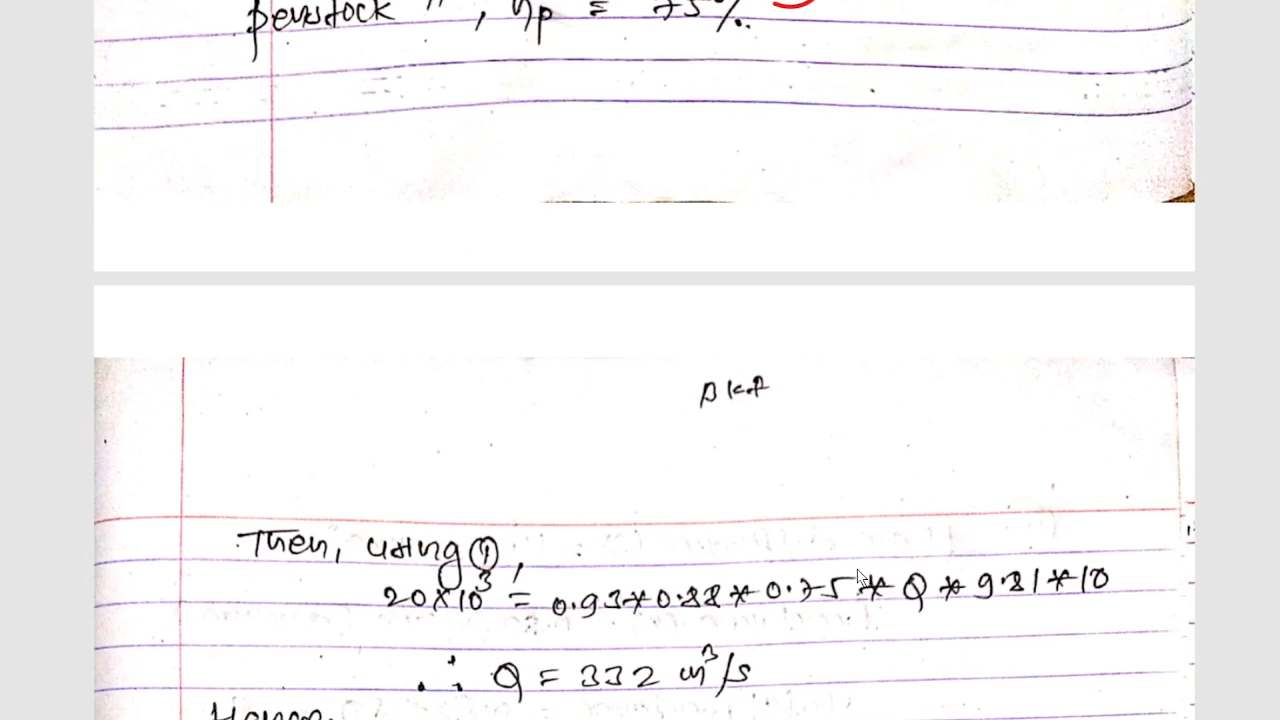 penstock " , ηp = 75%.
Then, using ①,
20×10³ = 0.93*0.88*0.75 * Q * 9.81*10
∴ Q = 332 m³/s
Hence,